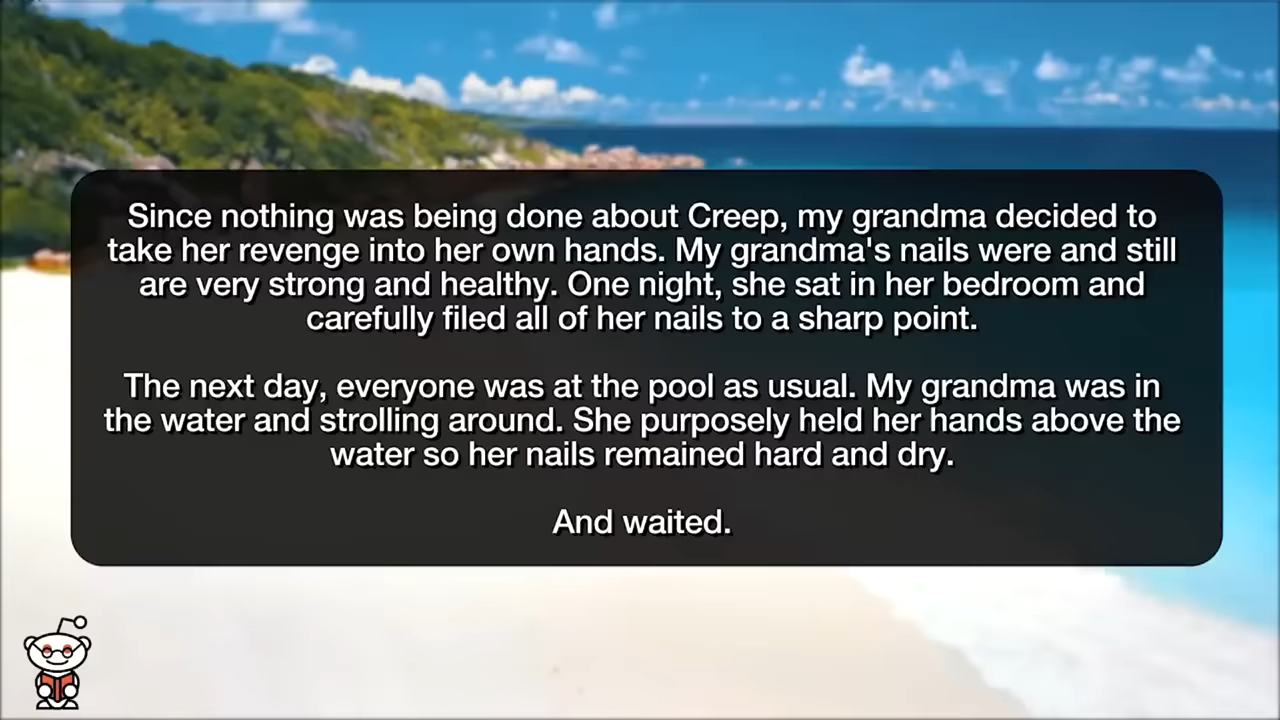 Since nothing was being done about Creep, my grandma decided to
take her revenge into her own hands. My grandma's nails were and still
are very strong and healthy. One night, she sat in her bedroom and
carefully filed all of her nails to a sharp point.
The next day, everyone was at the pool as usual. My grandma was in
the water and strolling around. She purposely held her hands above the
water so her nails remained hard and dry.
And waited.